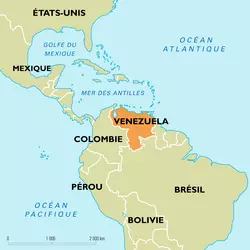 ÉTATS-UNIS
OCÉAN
ATLANTIQUE
GOLFE DU
MEXIQUE
MEXIQUE
MER DES ANTILLES
VENEZUELA
COLOMBIE
PÉROU
BRÉSIL
OCÉAN
PACIFIQUE
BOLIVIE
0 1 000 2 000 km